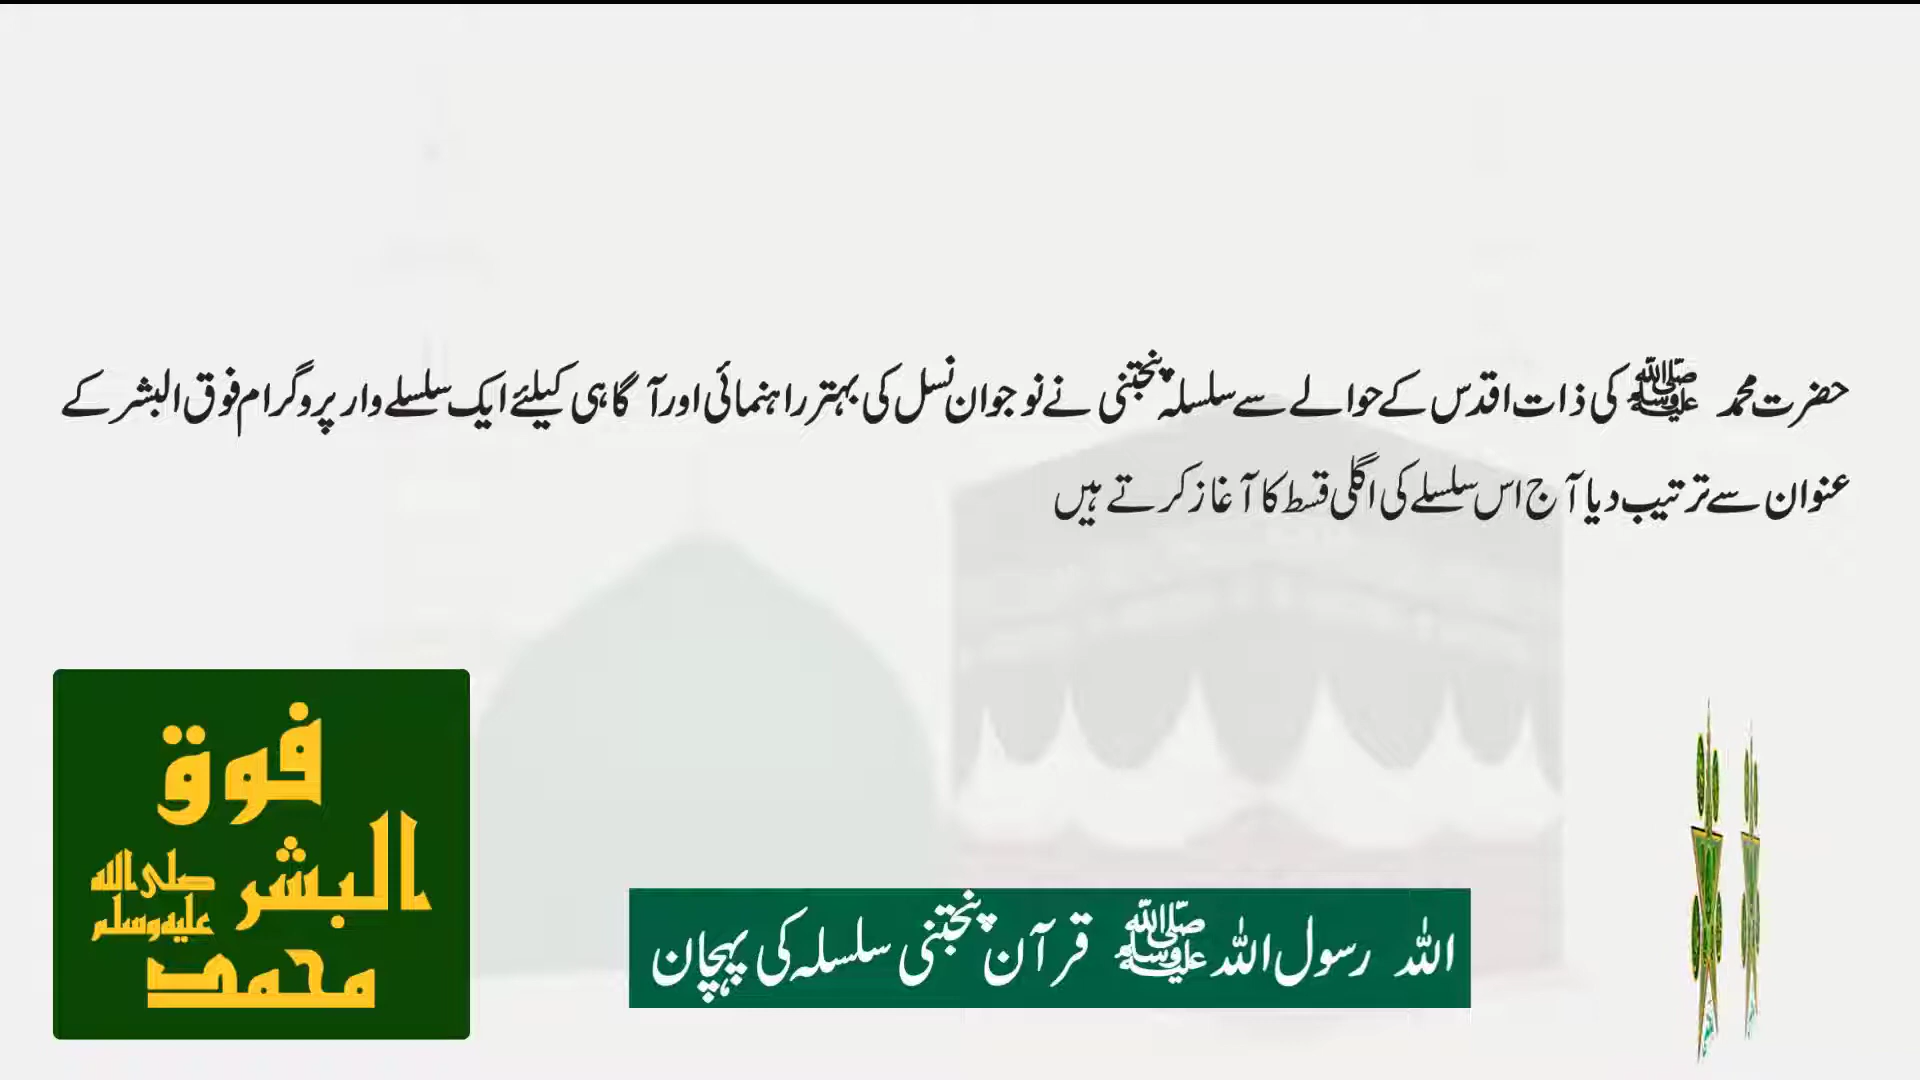 حضرت محمد ﷺ کی ذات اقدس کے حوالے سے سلسلہ پنجتنی نے نوجوان نسل کی بہتر راہنمائی اور آگاہی کیلئے ایک سلسلے وار پروگرام فوق البشر کے
عنوان سے ترتیب دیا آج اس سلسلے کی اگلی قسط کا آغاز کرتے ہیں
فوق
البشر صلی اللہ علیہ وسلم
محمد
اللہ رسول اللہ ﷺ قرآن پنجتنی سلسلہ کی پہچان